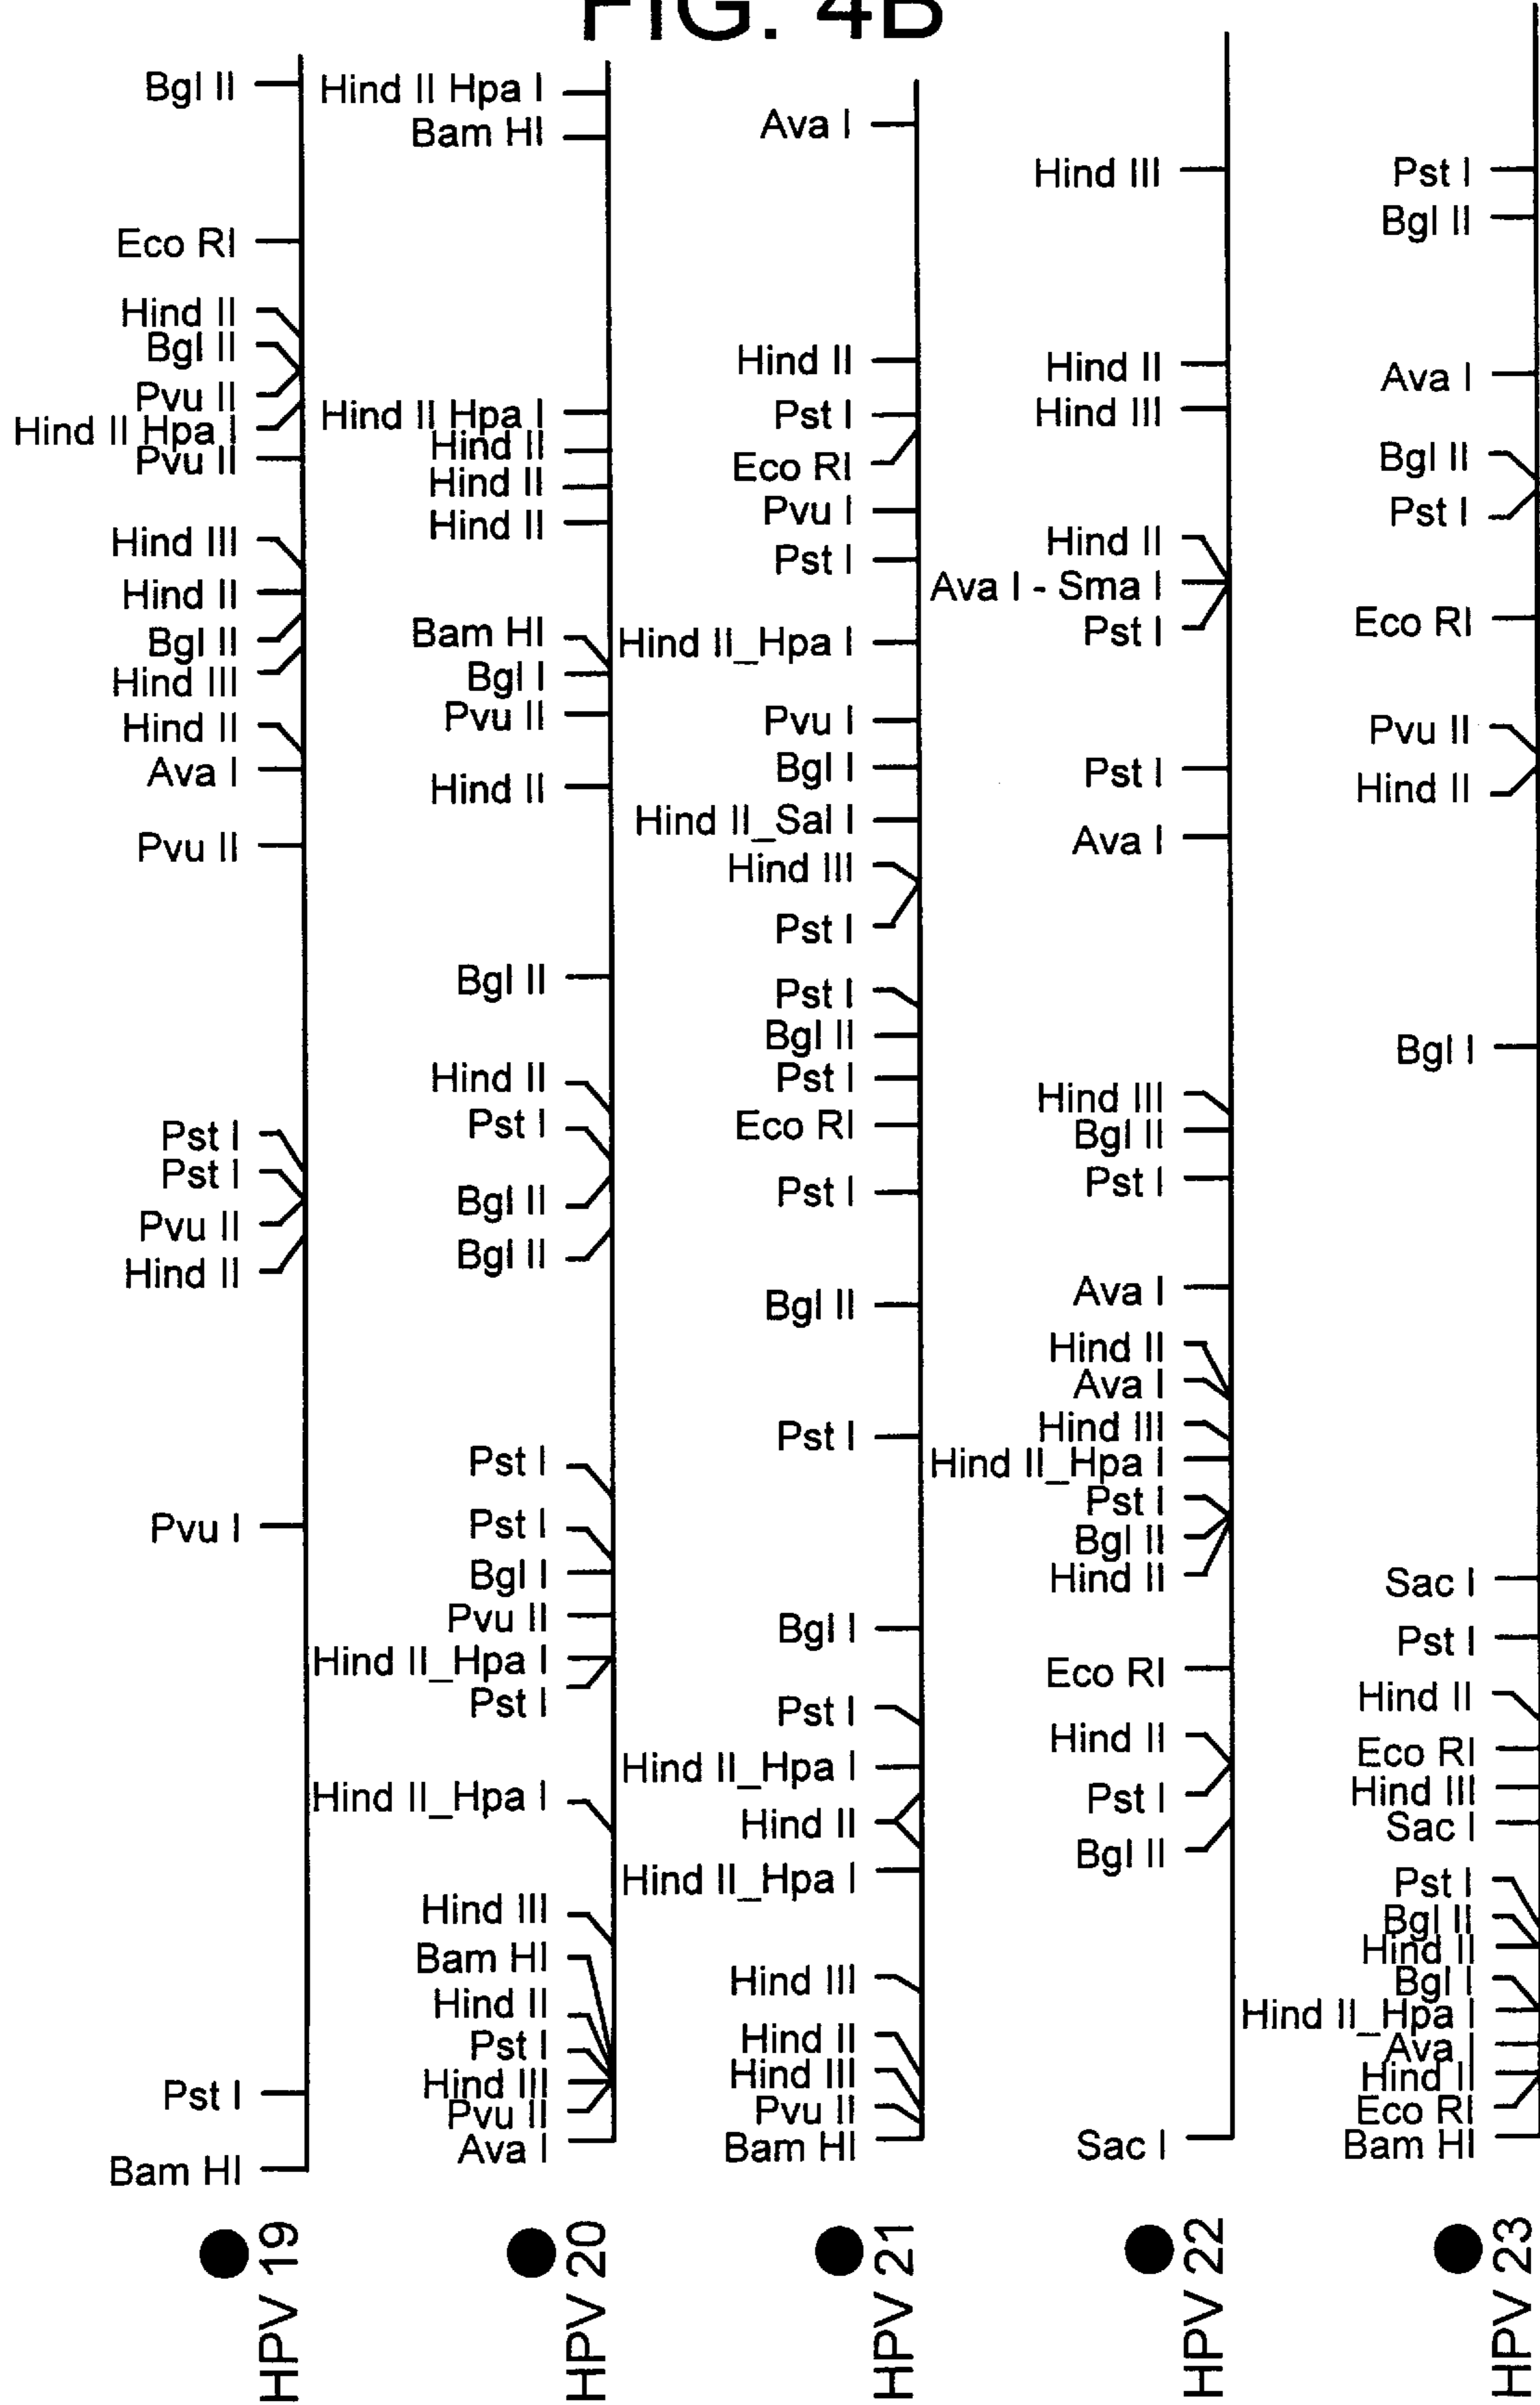 FIG. 4B
Bgl II
Eco RI
Hind II
Bgl II
Pvu II
Hind II Hpa I
Pvu II
Hind III
Hind II
Bgl II
Hind III
Hind II
Ava I
Pvu II
Pst I
Pst I
Pvu II
Hind II
Pvu I
Pst I
Bam HI
HPV 19
Hind II Hpa I
Bam HI
Hind II Hpa I
Hind II
Hind II
Hind II
Bam HI
Bgl I
Pvu II
Hind II
Bgl II
Hind II
Pst I
Bgl II
Bgl II
Pst I
Pst I
Bgl I
Pvu II
Hind II_Hpa I
Pst I
Hind II_Hpa I
Hind III
Bam HI
Hind II
Pst I
Hind III
Pvu II
Ava I
HPV 20
Ava I
Hind II
Pst I
Eco RI
Pvu I
Pst I
Hind II_Hpa I
Pvu I
Bgl I
Hind II_Sal I
Hind III
Pst I
Pst I
Bgl II
Pst I
Eco RI
Pst I
Bgl II
Pst I
Bgl I
Pst I
Hind II_Hpa I
Hind II
Hind II_Hpa I
Hind III
Hind II
Hind III
Pvu II
Bam HI
HPV 21
Hind III
Hind II
Hind III
Hind II
Ava I - Sma I
Pst I
Pst I
Ava I
Hind III
Bgl II
Pst I
Ava I
Hind II
Ava I
Hind III
Hind II_Hpa I
Pst I
Bgl II
Hind II
Eco RI
Hind II
Pst I
Bgl II
Sac I
HPV 22
Pst I
Bgl II
Ava I
Bgl II
Pst I
Eco RI
Pvu II
Hind II
Bgl I
Sac I
Pst I
Hind II
Eco RI
Hind III
Sac I
Pst I
Bgl II
Hind II
Bgl I
Hind II_Hpa I
Ava I
Hind II
Eco RI
Bam HI
HPV 23